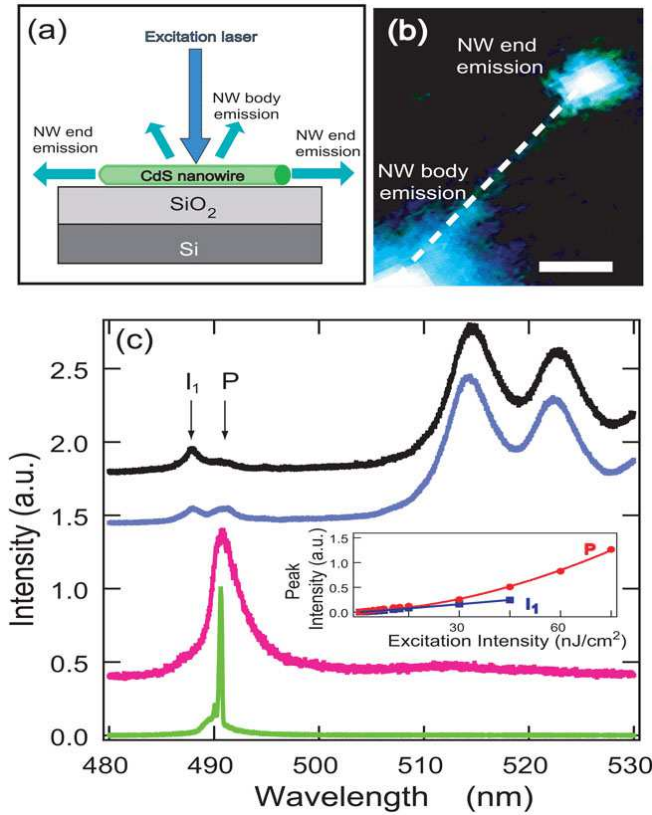 (a)
Excitation laser
NW body
emission
NW end
emission
NW end
emission
CdS nanowire
SiO₂
Si
(b)
NW end
emission
NW body
emission
(c)
I₁
P
2.5
2.0
1.5
1.0
0.5
0.0
Intensity (a.u.)
480
490
500
510
520
530
Wavelength (nm)
1.5
1.0
0.5
0.0
Peak
Intensity (a.u.)
P
I₁
30
60
Excitation Intensity (nJ/cm²)